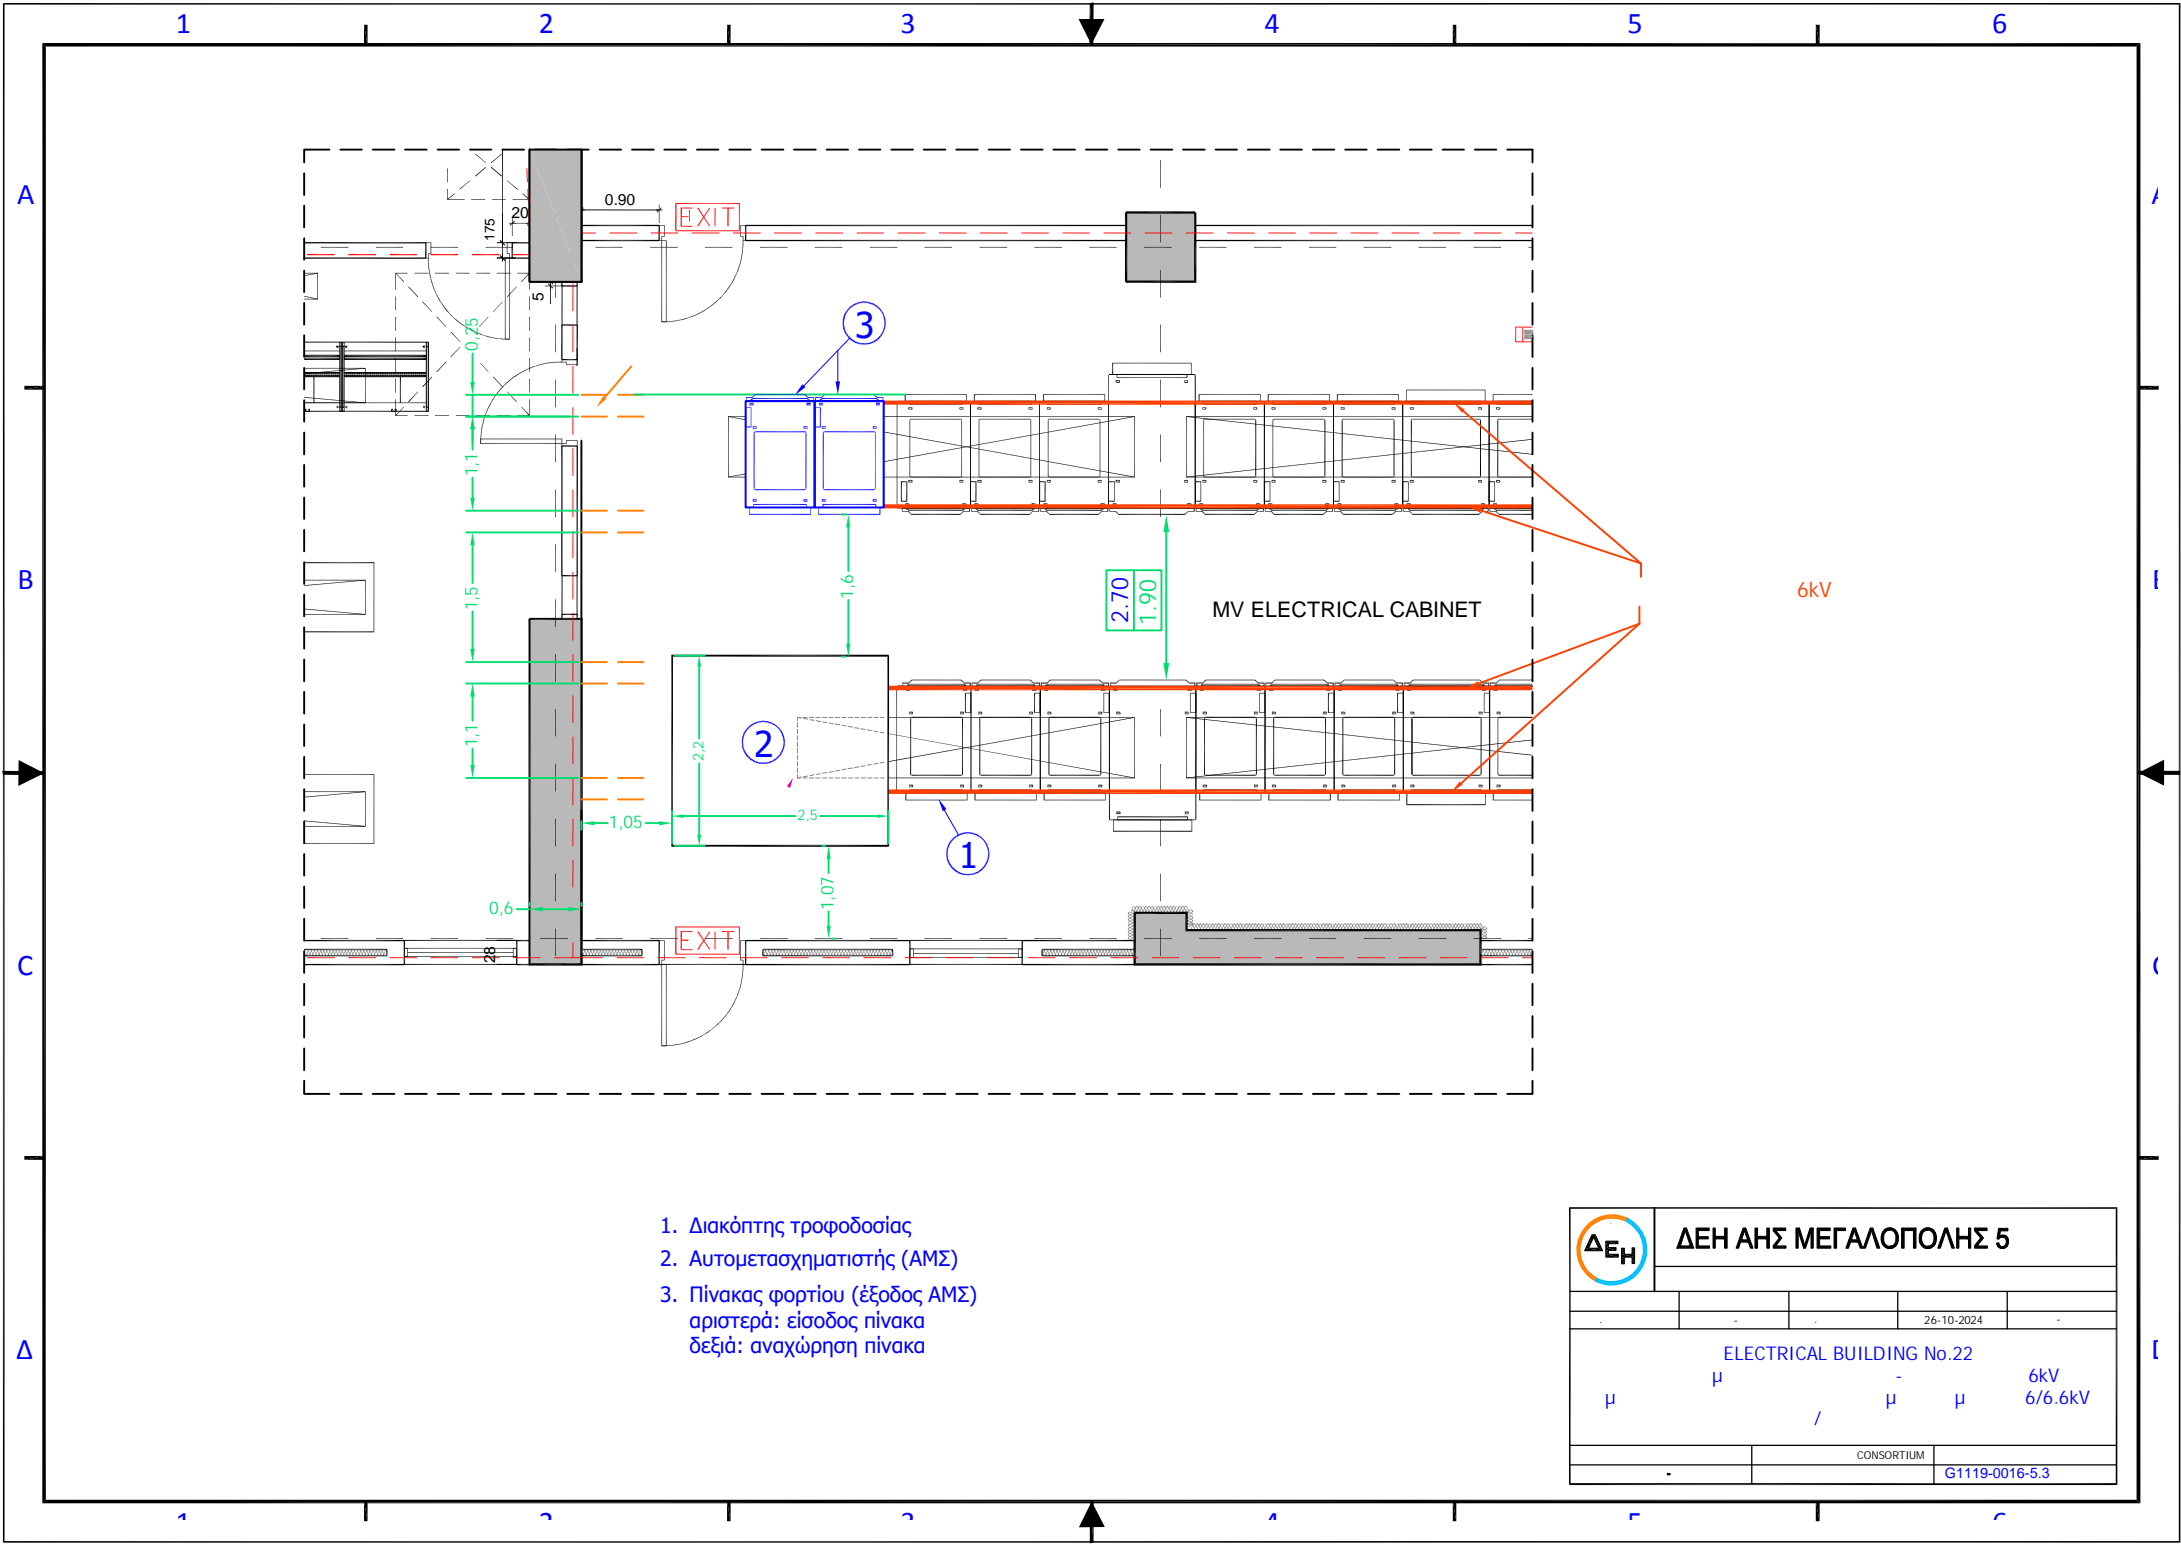 1 2 3 4 5 6
A
B
C
Δ
175
20
0.90
EXIT
5
3
0,25
1,1
1,5
1,6
2.70
1.90
MV ELECTRICAL CABINET
6kV
2
2,2
1,1
1,05
2,5
1
1,07
0,6
EXIT
28
1. Διακόπτης τροφοδοσίας
2. Αυτομετασχηματιστής (ΑΜΣ)
3. Πίνακας φορτίου (έξοδος ΑΜΣ)
αριστερά: είσοδος πίνακα
δεξιά: αναχώρηση πίνακα
ΔΕΗ
ΔΕΗ ΑΗΣ ΜΕΓΑΛΟΠΟΛΗΣ 5
. - . 26-10-2024 -
ELECTRICAL BUILDING No.22
μ - 6kV
μ μ μ 6/6.6kV
/
CONSORTIUM
- G1119-0016-5.3